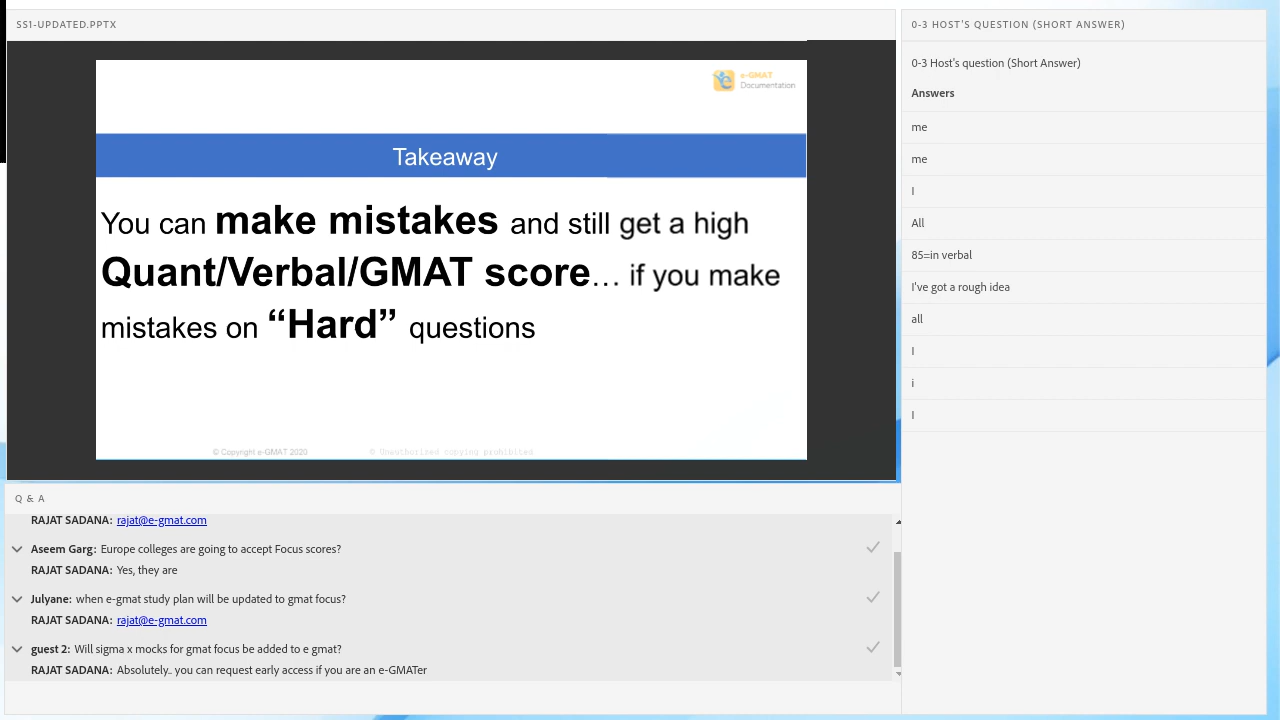 SS1-UPDATED.PPTX
e-GMAT
Documentation
Takeaway
You can make mistakes and still get a high
Quant/Verbal/GMAT score… if you make
mistakes on “Hard” questions
© Copyright e-GMAT 2020
© Unauthorized copying prohibited
Q & A
RAJAT SADANA: rajat@e-gmat.com
Aseem Garg: Europe colleges are going to accept Focus scores?
RAJAT SADANA: Yes, they are
Julyane: when e-gmat study plan will be updated to gmat focus?
RAJAT SADANA: rajat@e-gmat.com
guest 2: Will sigma x mocks for gmat focus be added to e gmat?
RAJAT SADANA: Absolutely.. you can request early access if you are an e-GMATer
0-3 HOST'S QUESTION (SHORT ANSWER)
0-3 Host's question (Short Answer)
Answers
me
me
I
All
85=in verbal
I've got a rough idea
all
I
i
I